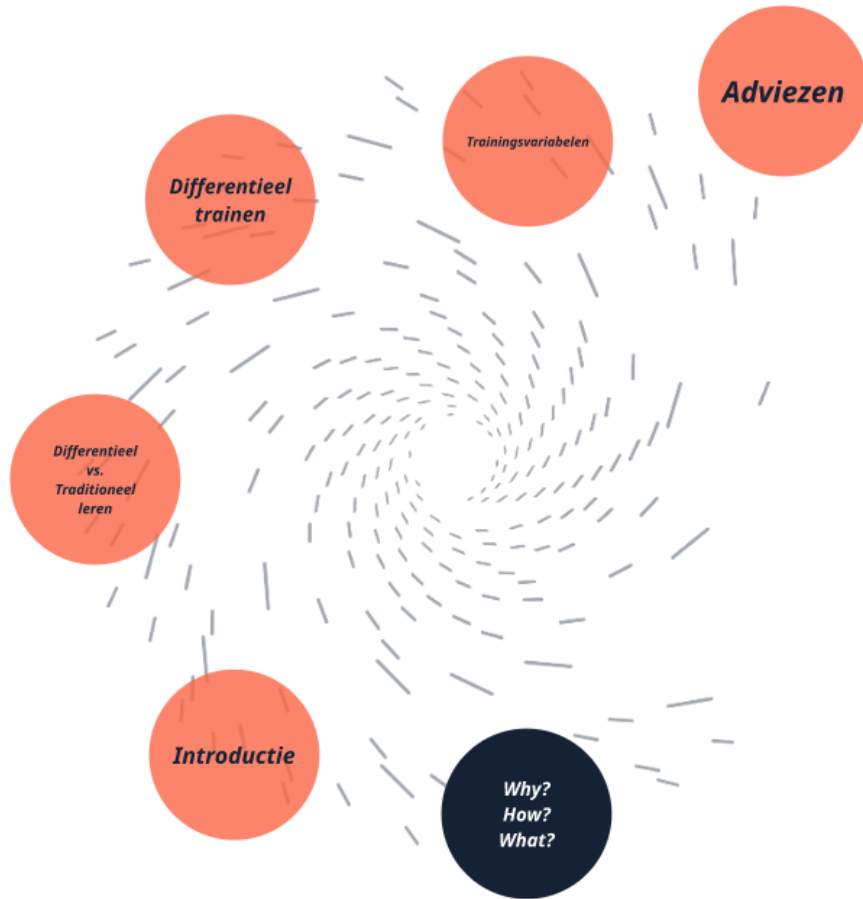 Adviezen
Trainingsvariabelen
Differentieel
trainen
Differentieel
vs.
Traditioneel
leren
Introductie
Why?
How?
What?